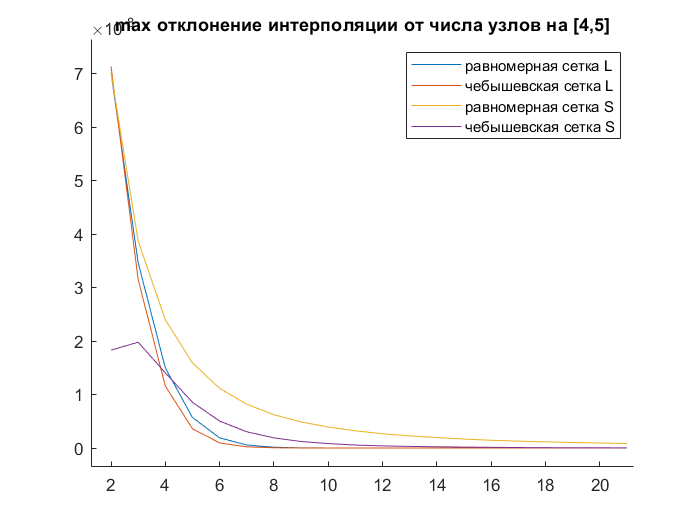 max отклонение интерполяции от числа узлов на [4,5]
равномерная сетка L
чебышевская сетка L
равномерная сетка S
чебышевская сетка S
7
6
5
4
3
2
1
0
2 4 6 8 10 12 14 16 18 20